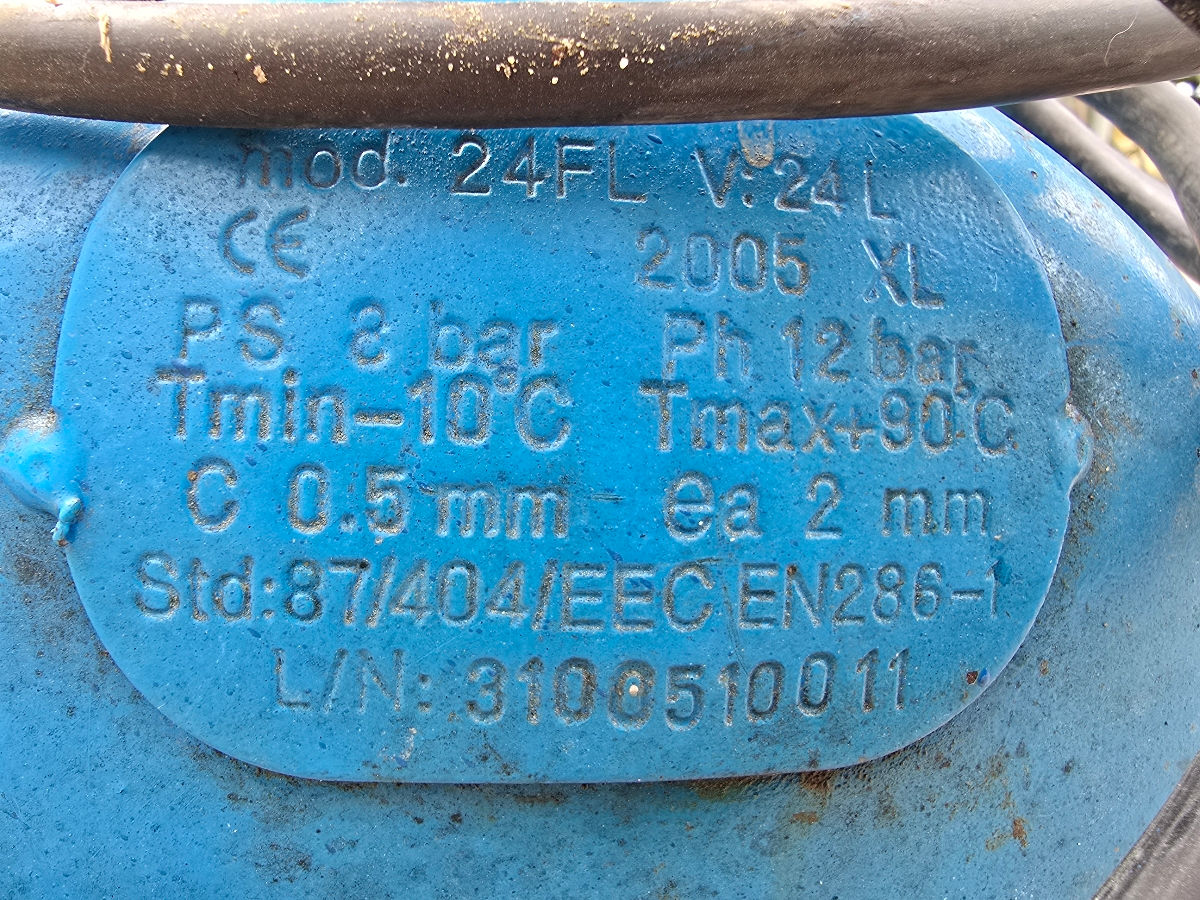 mod. 24FL V: 24 L
CE 2005 XL
PS 8 bar Ph 12 bar
Tmin-10°C Tmax+90°C
C 0.5 mm ea 2 mm
Std:87/404/EEC EN286-1
L/N: 3100510011